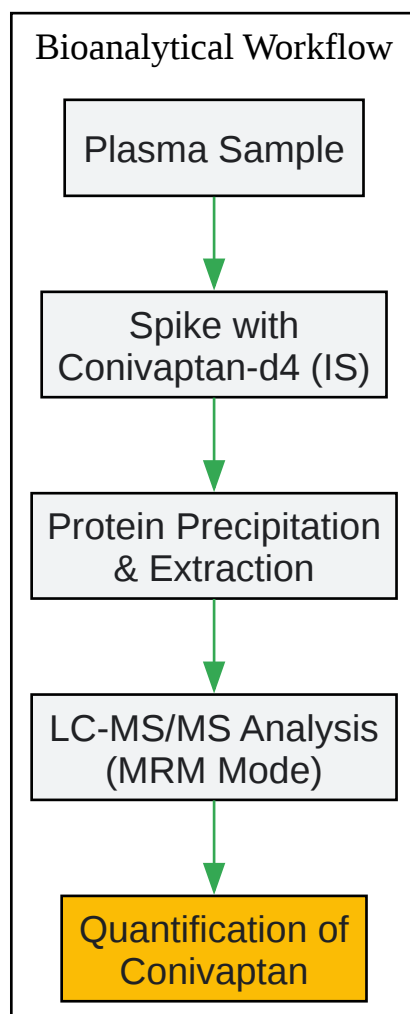 Bioanalytical Workflow
Plasma Sample
Spike with
Conivaptan-d4 (IS)
Protein Precipitation
& Extraction
LC-MS/MS Analysis
(MRM Mode)
Quantification of
Conivaptan